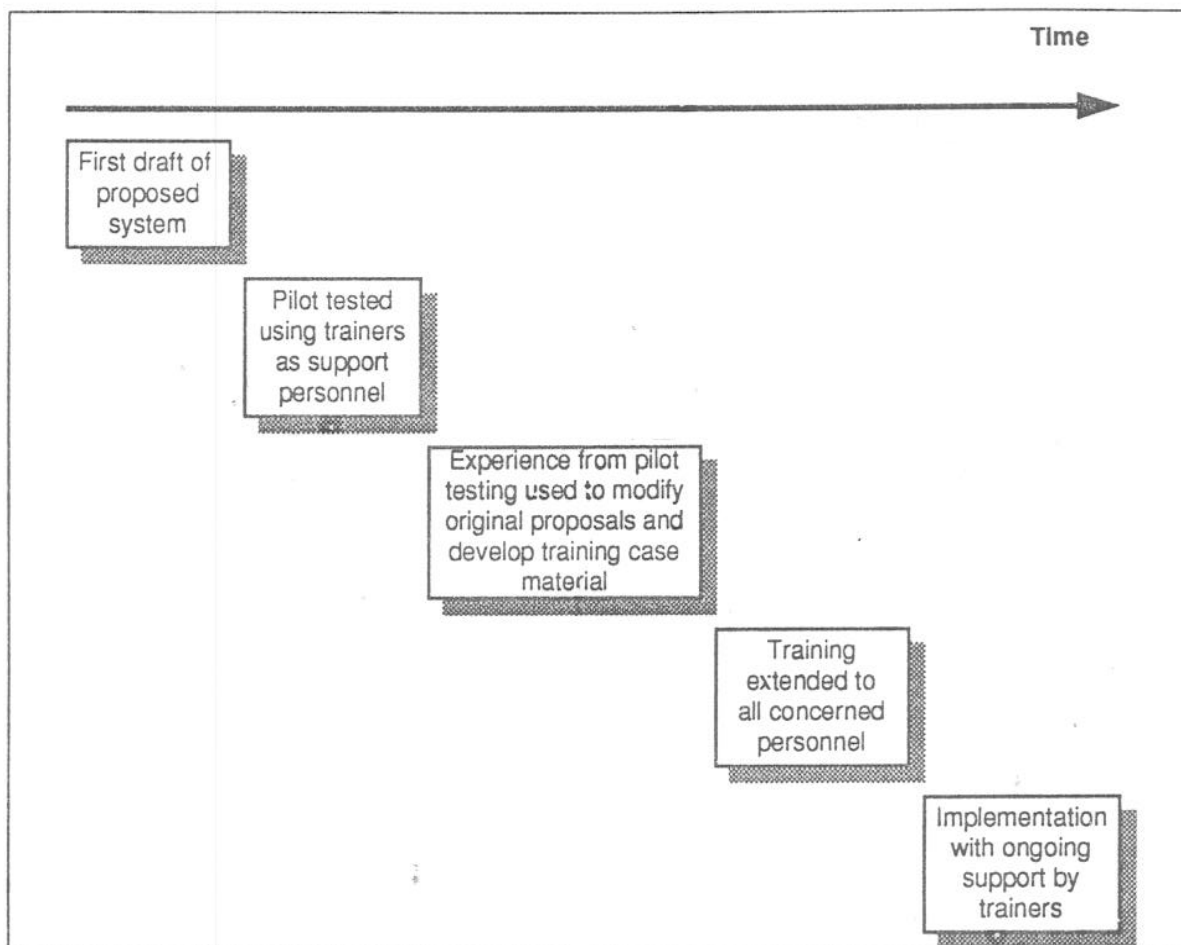 Time
First draft of
proposed
system
Pilot tested
using trainers
as support
personnel
Experience from pilot
testing used to modify
original proposals and
develop training case
material
Training
extended to
all concerned
personnel
Implementation
with ongoing
support by
trainers